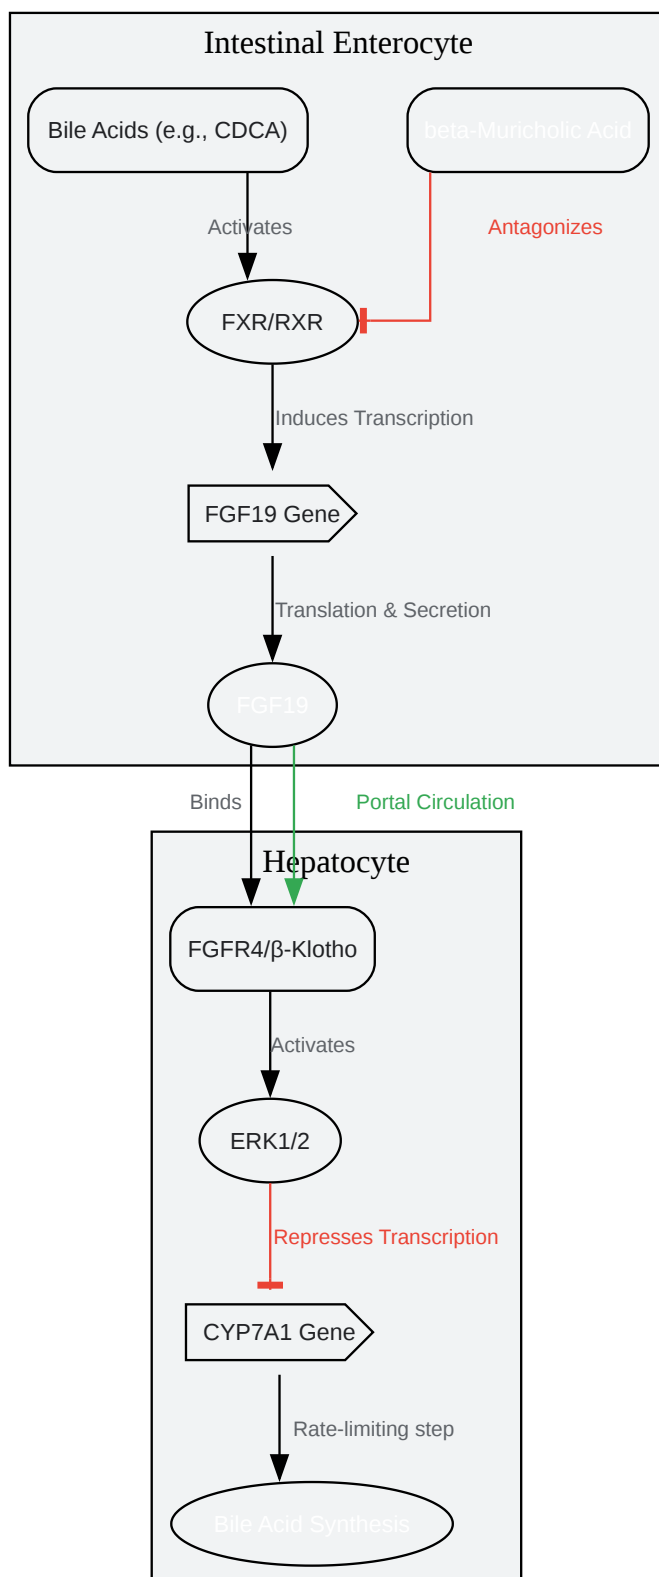 Intestinal Enterocyte
Bile Acids (e.g., CDCA)
beta-Muricholic Acid
Activates
Antagonizes
FXR/RXR
Induces Transcription
FGF19 Gene
Translation & Secretion
FGF19
Binds
Portal Circulation
Hepatocyte
FGFR4/β-Klotho
Activates
ERK1/2
Represses Transcription
CYP7A1 Gene
Rate-limiting step
Bile Acid Synthesis